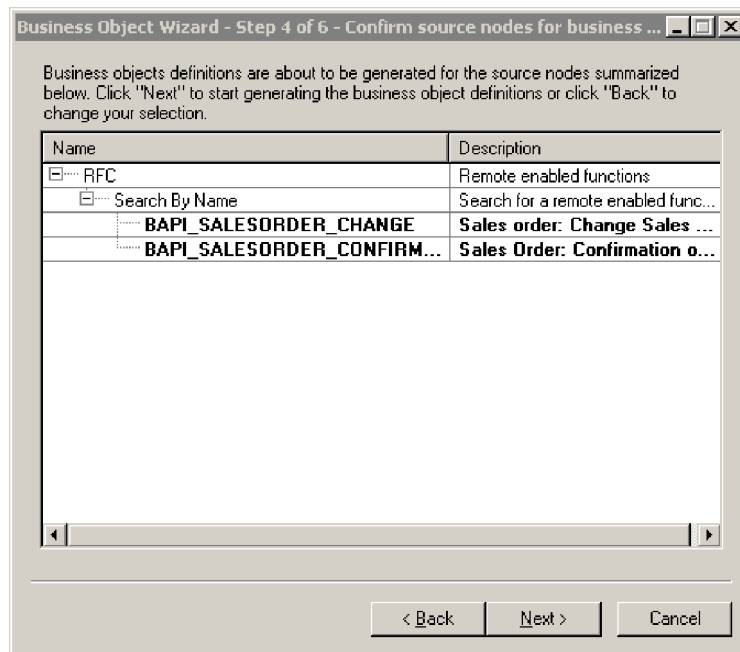 Business Object Wizard - Step 4 of 6 - Confirm source nodes for business ...
Business objects definitions are about to be generated for the source nodes summarized
below. Click "Next" to start generating the business object definitions or click "Back" to
change your selection.
Name Description
RFC Remote enabled functions
Search By Name Search for a remote enabled func...
BAPI_SALESORDER_CHANGE Sales order: Change Sales ...
BAPI_SALESORDER_CONFIRM... Sales Order: Confirmation o...
< Back Next > Cancel